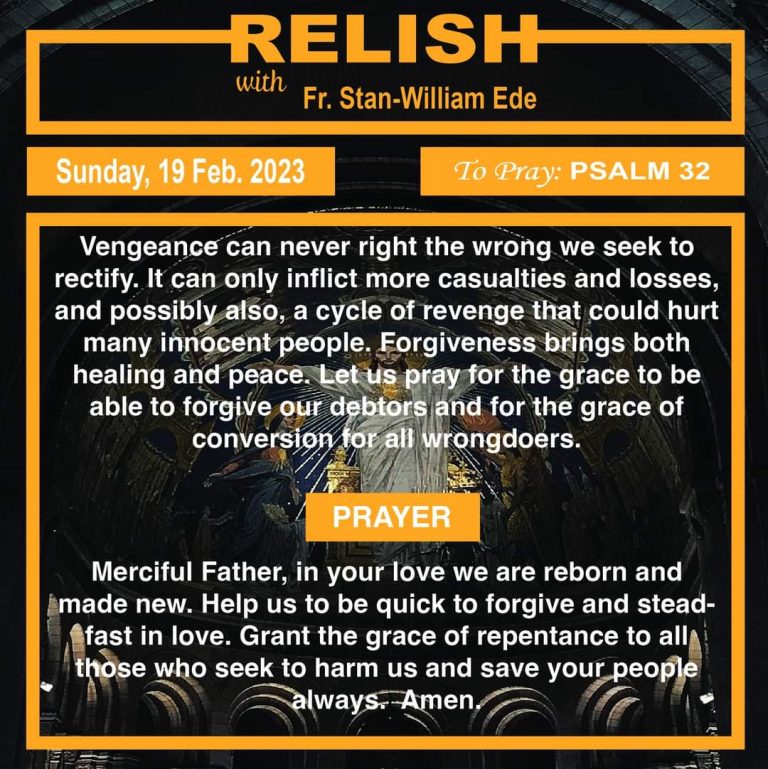 RELISH
with Fr. Stan-William Ede
Sunday, 19 Feb. 2023
To Pray: PSALM 32
Vengeance can never right the wrong we seek to
rectify. It can only inflict more casualties and losses,
and possibly also, a cycle of revenge that could hurt
many innocent people. Forgiveness brings both
healing and peace. Let us pray for the grace to be
able to forgive our debtors and for the grace of
conversion for all wrongdoers.
PRAYER
Merciful Father, in your love we are reborn and
made new. Help us to be quick to forgive and stead-
fast in love. Grant the grace of repentance to all
those who seek to harm us and save your people
always. Amen.